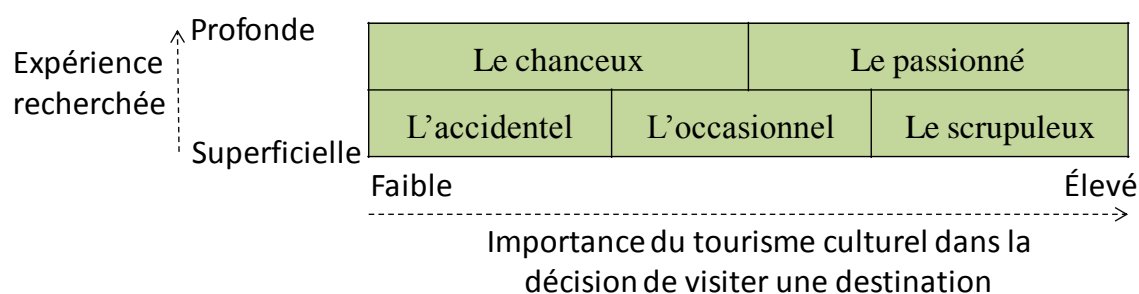 Profonde
Expérience
recherchée
Le chanceux
Le passionné
L'accidentel
L'occasionnel
Le scrupuleux
Superficielle
Faible
Élevé
Importance du tourisme culturel dans la
décision de visiter une destination